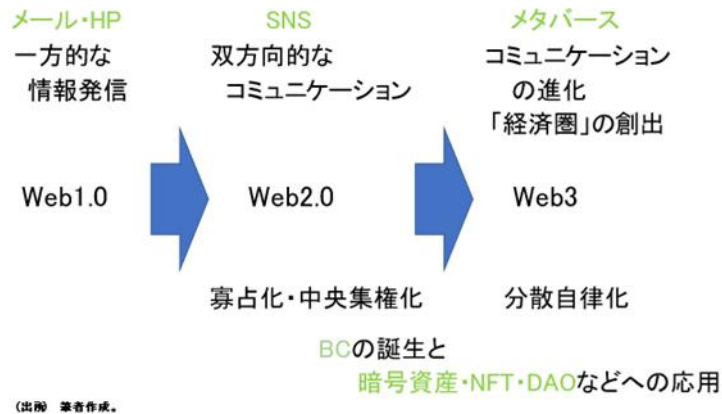 メール・HP
SNS
メタバース
一方的な
情報発信
双方向的な
コミュニケーション
コミュニケーション
の進化
「経済圏」の創出
Web1.0
Web2.0
Web3
寡占化・中央集権化
分散自律化
BCの誕生と
暗号資産・NFT・DAOなどへの応用
(出所) 筆者作成。